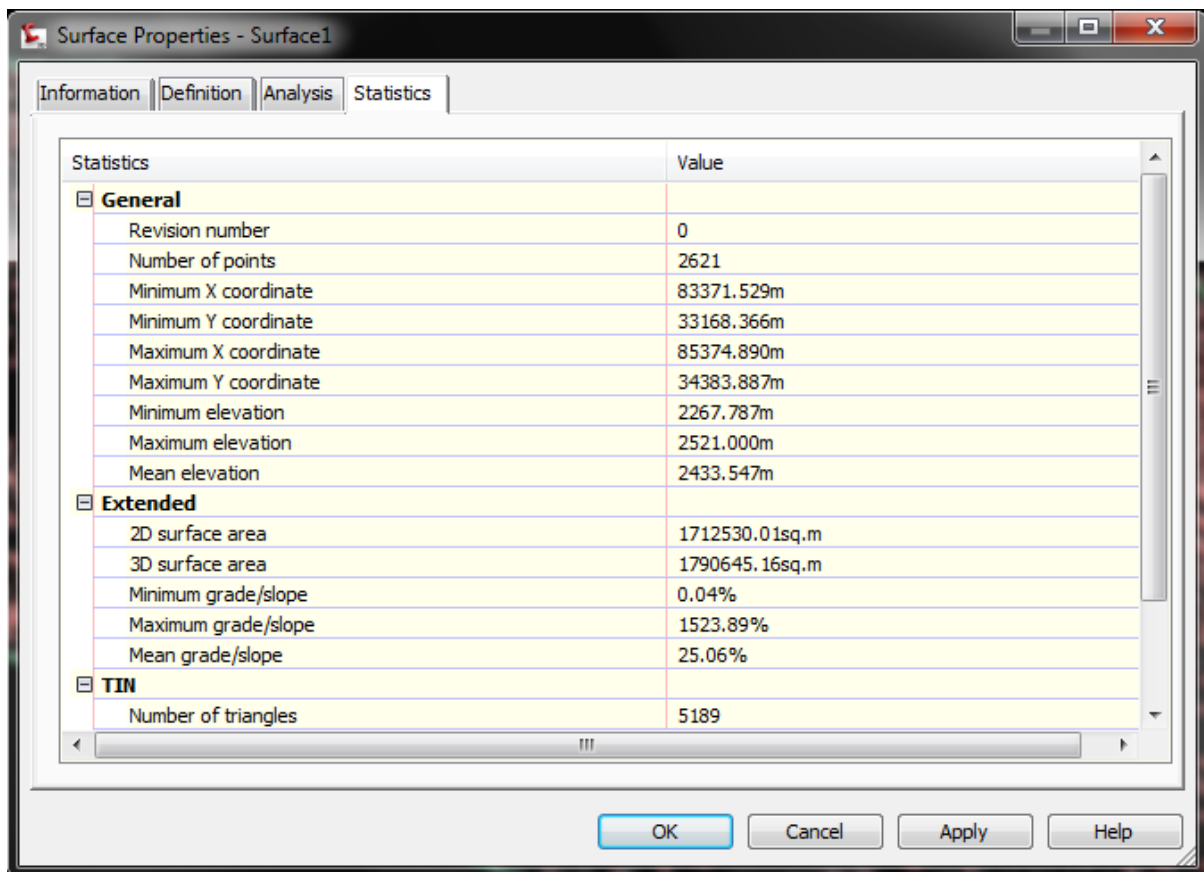 Surface Properties - Surface1
Information Definition Analysis Statistics
Statistics Value
General
Revision number 0
Number of points 2621
Minimum X coordinate 83371.529m
Minimum Y coordinate 33168.366m
Maximum X coordinate 85374.890m
Maximum Y coordinate 34383.887m
Minimum elevation 2267.787m
Maximum elevation 2521.000m
Mean elevation 2433.547m
Extended
2D surface area 1712530.01sq.m
3D surface area 1790645.16sq.m
Minimum grade/slope 0.04%
Maximum grade/slope 1523.89%
Mean grade/slope 25.06%
TIN
Number of triangles 5189
OK Cancel Apply Help